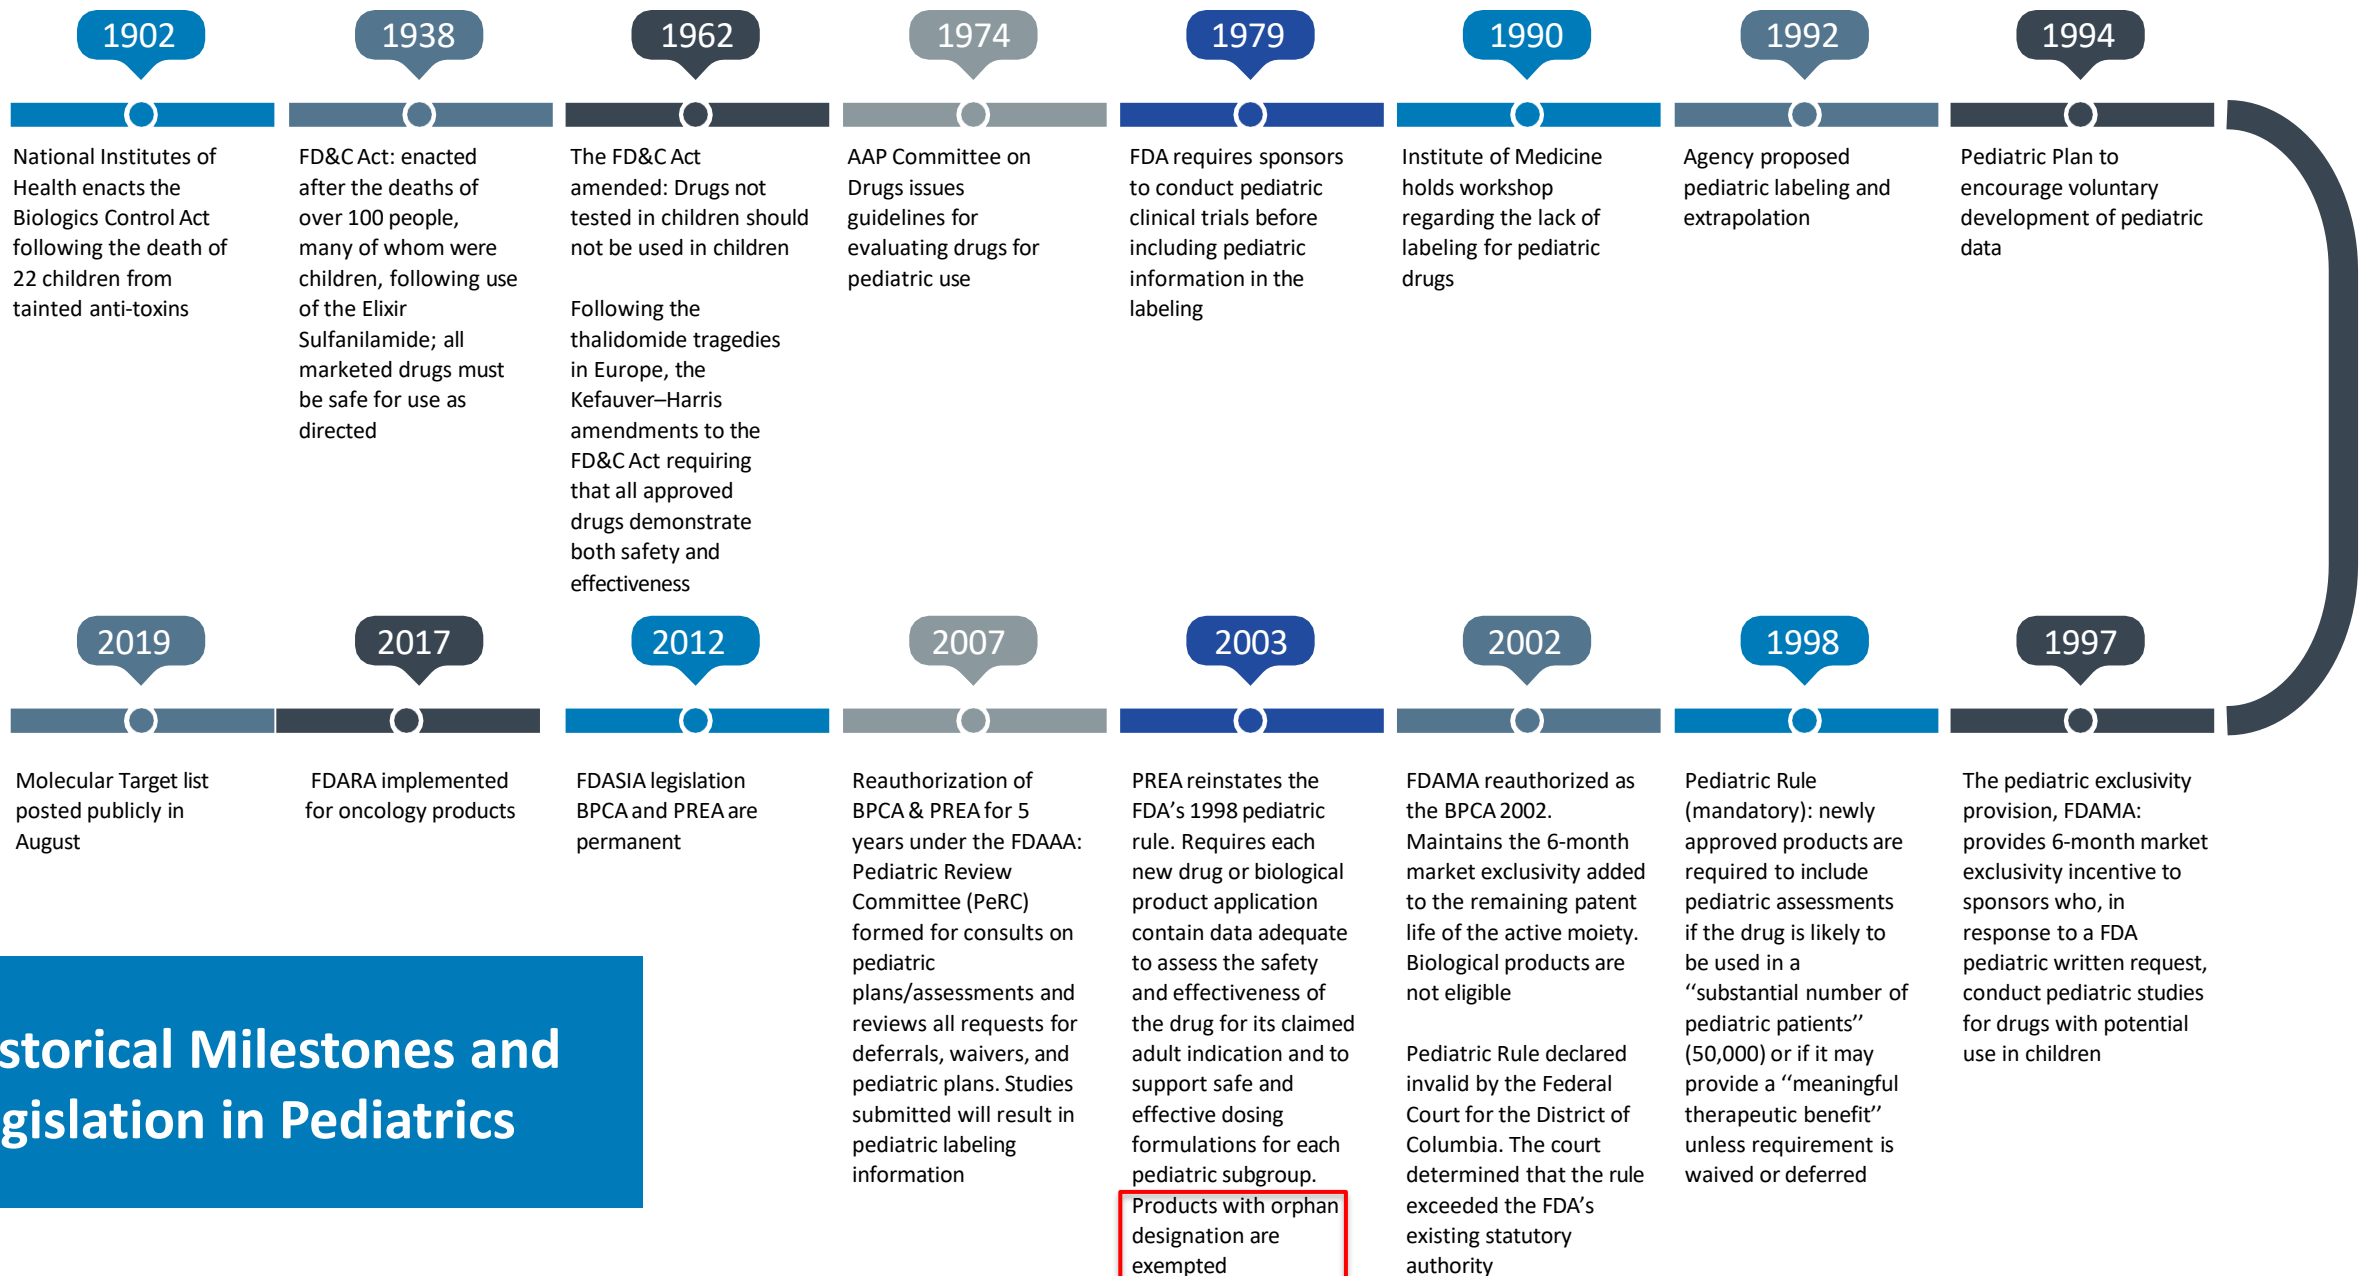 1902
National Institutes of
Health enacts the
Biologics Control Act
following the death of
22 children from
tainted anti-toxins
1938
FD&C Act: enacted
after the deaths of
over 100 people,
many of whom were
children, following use
of the Elixir
Sulfanilamide; all
marketed drugs must
be safe for use as
directed
1962
The FD&C Act
amended: Drugs not
tested in children should
not be used in children
Following the
thalidomide tragedies
in Europe, the
Kefauver–Harris
amendments to the
FD&C Act requiring
that all approved
drugs demonstrate
both safety and
effectiveness
1974
AAP Committee on
Drugs issues
guidelines for
evaluating drugs for
pediatric use
1979
FDA requires sponsors
to conduct pediatric
clinical trials before
including pediatric
information in the
labeling
1990
Institute of Medicine
holds workshop
regarding the lack of
labeling for pediatric
drugs
1992
Agency proposed
pediatric labeling and
extrapolation
1994
Pediatric Plan to
encourage voluntary
development of pediatric
data
1997
The pediatric exclusivity
provision, FDAMA:
provides 6-month market
exclusivity incentive to
sponsors who, in
response to a FDA
pediatric written request,
conduct pediatric studies
for drugs with potential
use in children
1998
Pediatric Rule
(mandatory): newly
approved products are
required to include
pediatric assessments
if the drug is likely to
be used in a
‘‘substantial number of
pediatric patients’’
(50,000) or if it may
provide a ‘‘meaningful
therapeutic benefit’’
unless requirement is
waived or deferred
2002
FDAMA reauthorized as
the BPCA 2002.
Maintains the 6-month
market exclusivity added
to the remaining patent
life of the active moiety.
Biological products are
not eligible
Pediatric Rule declared
invalid by the Federal
Court for the District of
Columbia. The court
determined that the rule
exceeded the FDA’s
existing statutory
authority
2003
PREA reinstates the
FDA’s 1998 pediatric
rule. Requires each
new drug or biological
product application
contain data adequate
to assess the safety
and effectiveness of
the drug for its claimed
adult indication and to
support safe and
effective dosing
formulations for each
pediatric subgroup.
Products with orphan
designation are
exempted
2007
Reauthorization of
BPCA & PREA for 5
years under the FDAAA:
Pediatric Review
Committee (PeRC)
formed for consults on
pediatric
plans/assessments and
reviews all requests for
deferrals, waivers, and
pediatric plans. Studies
submitted will result in
pediatric labeling
information
2012
FDASIA legislation
BPCA and PREA are
permanent
2017
FDARA implemented
for oncology products
2019
Molecular Target list
posted publicly in
August
storical Milestones and
gislation in Pediatrics